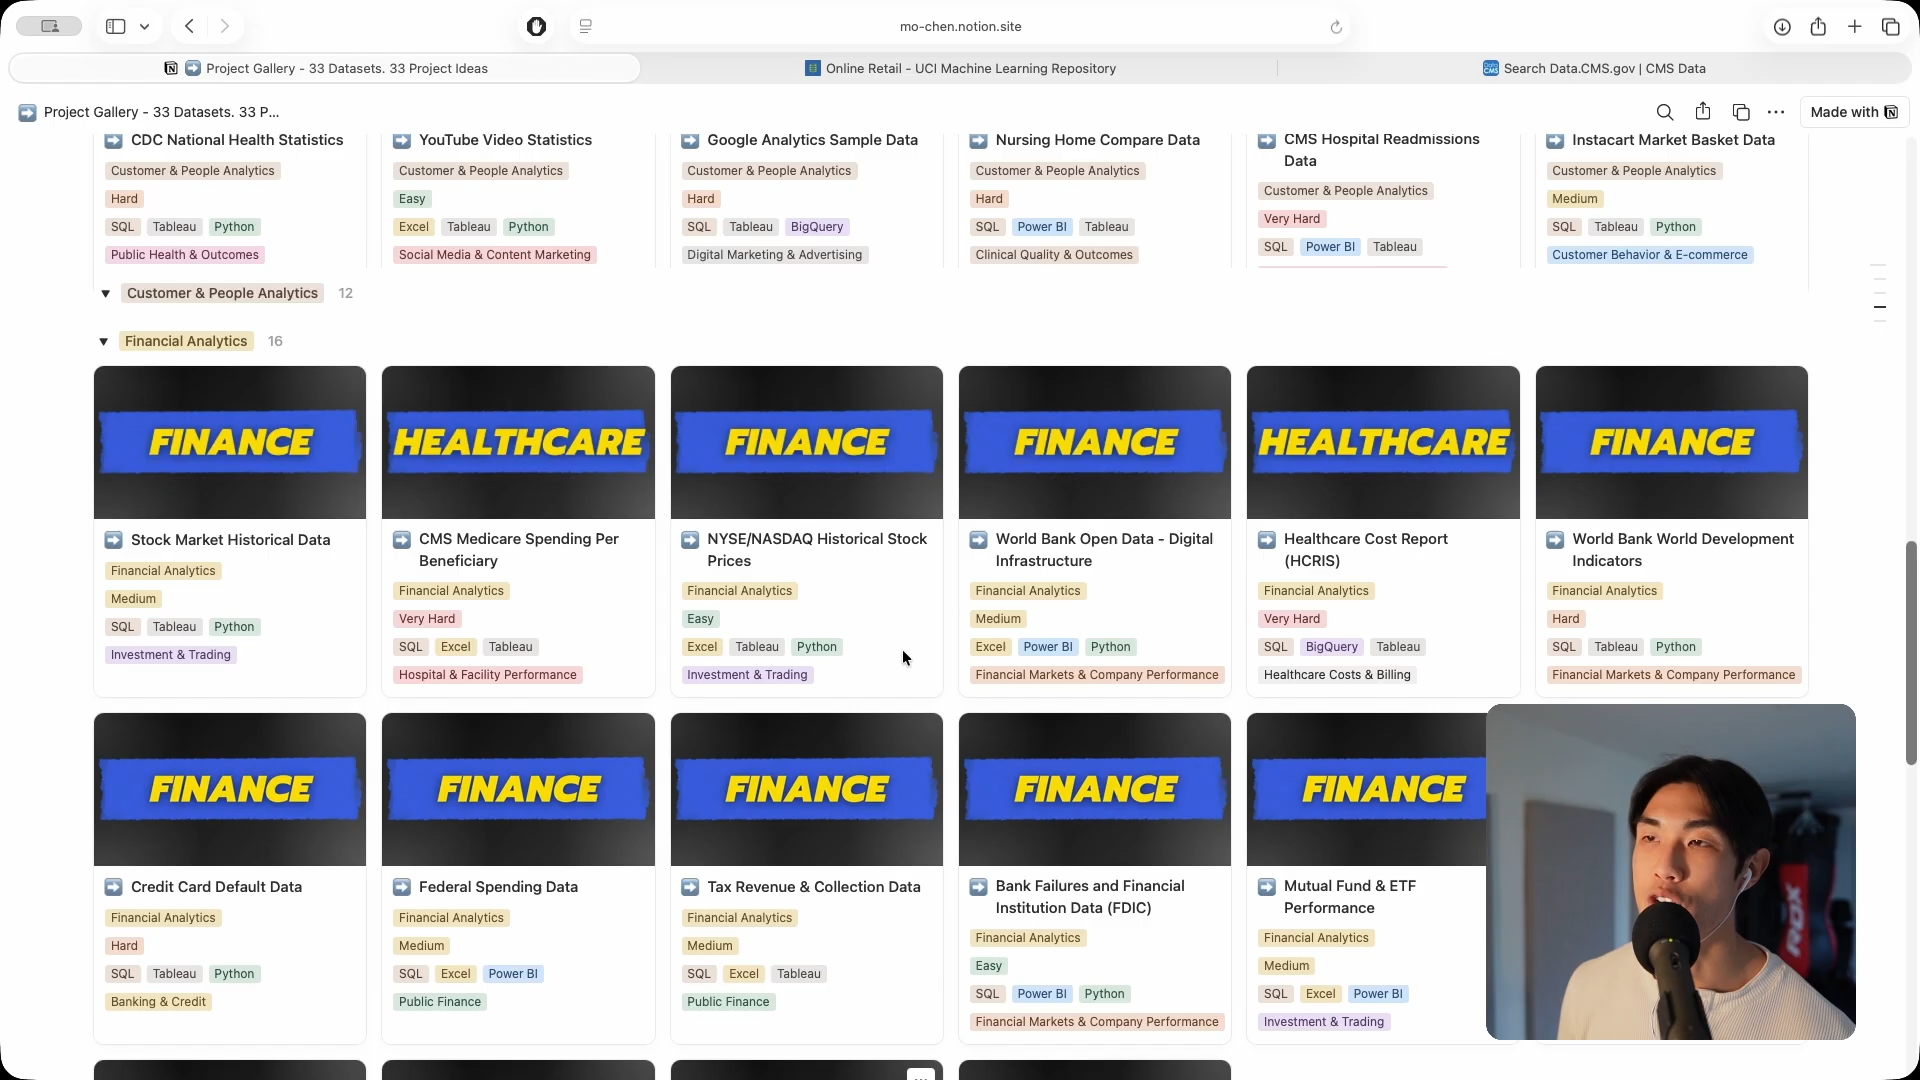 mo-chen.notion.site
Project Gallery - 33 Datasets. 33 Project Ideas
Online Retail - UCI Machine Learning Repository
Search Data.CMS.gov | CMS Data
Project Gallery - 33 Datasets. 33 P...
Made with
CDC National Health Statistics
Customer & People Analytics
Hard
SQL Tableau Python
Public Health & Outcomes
YouTube Video Statistics
Customer & People Analytics
Easy
Excel Tableau Python
Social Media & Content Marketing
Google Analytics Sample Data
Customer & People Analytics
Hard
SQL Tableau BigQuery
Digital Marketing & Advertising
Nursing Home Compare Data
Customer & People Analytics
Hard
SQL Power BI Tableau
Clinical Quality & Outcomes
CMS Hospital Readmissions
Data
Customer & People Analytics
Very Hard
SQL Power BI Tableau
Instacart Market Basket Data
Customer & People Analytics
Medium
SQL Tableau Python
Customer Behavior & E-commerce
Customer & People Analytics 12
Financial Analytics 16
FINANCE
Stock Market Historical Data
Financial Analytics
Medium
SQL Tableau Python
Investment & Trading
HEALTHCARE
CMS Medicare Spending Per
Beneficiary
Financial Analytics
Very Hard
SQL Excel Tableau
Hospital & Facility Performance
FINANCE
NYSE/NASDAQ Historical Stock
Prices
Financial Analytics
Easy
Excel Tableau Python
Investment & Trading
FINANCE
World Bank Open Data - Digital
Infrastructure
Financial Analytics
Medium
Excel Power BI Python
Financial Markets & Company Performance
HEALTHCARE
Healthcare Cost Report
(HCRIS)
Financial Analytics
Very Hard
SQL BigQuery Tableau
Healthcare Costs & Billing
FINANCE
World Bank World Development
Indicators
Financial Analytics
Hard
SQL Tableau Python
Financial Markets & Company Performance
FINANCE
Credit Card Default Data
Financial Analytics
Hard
SQL Tableau Python
Banking & Credit
FINANCE
Federal Spending Data
Financial Analytics
Medium
SQL Excel Power BI
Public Finance
FINANCE
Tax Revenue & Collection Data
Financial Analytics
Medium
SQL Excel Tableau
Public Finance
FINANCE
Bank Failures and Financial
Institution Data (FDIC)
Financial Analytics
Easy
SQL Power BI Python
Financial Markets & Company Performance
FINANCE
Mutual Fund & ETF
Performance
Financial Analytics
Medium
SQL Excel Power BI
Investment & Trading
RDX